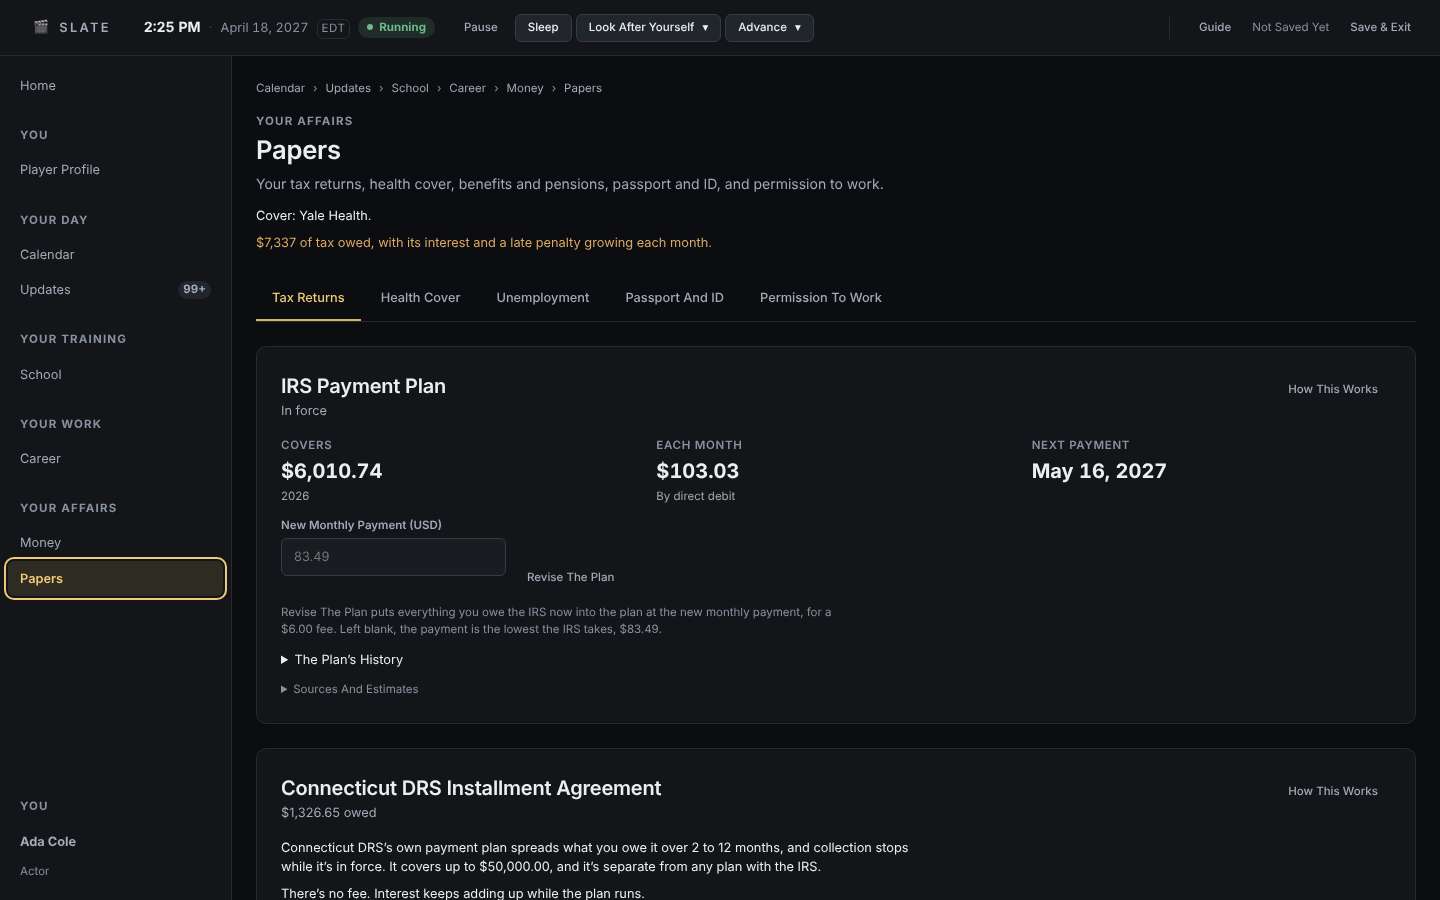 SLATE
2:25 PM · April 18, 2027 EDT Running Pause Sleep Look After Yourself ▾ Advance ▾ Guide Not Saved Yet Save & Exit
Home
YOU
Player Profile
YOUR DAY
Calendar
Updates 99+
YOUR TRAINING
School
YOUR WORK
Career
YOUR AFFAIRS
Money
Papers
YOU
Ada Cole
Actor
Calendar › Updates › School › Career › Money › Papers
YOUR AFFAIRS
Papers
Your tax returns, health cover, benefits and pensions, passport and ID, and permission to work.
Cover: Yale Health.
$7,337 of tax owed, with its interest and a late penalty growing each month.
Tax Returns Health Cover Unemployment Passport And ID Permission To Work
IRS Payment Plan
How This Works
In force
COVERS EACH MONTH NEXT PAYMENT
$6,010.74 $103.03 May 16, 2027
2026 By direct debit
New Monthly Payment (USD)
83.49
Revise The Plan
Revise The Plan puts everything you owe the IRS now into the plan at the new monthly payment, for a
$6.00 fee. Left blank, the payment is the lowest the IRS takes, $83.49.
The Plan’s History
Sources And Estimates
Connecticut DRS Installment Agreement
How This Works
$1,326.65 owed
Connecticut DRS’s own payment plan spreads what you owe it over 2 to 12 months, and collection stops
while it’s in force. It covers up to $50,000.00, and it’s separate from any plan with the IRS.
There’s no fee. Interest keeps adding up while the plan runs.